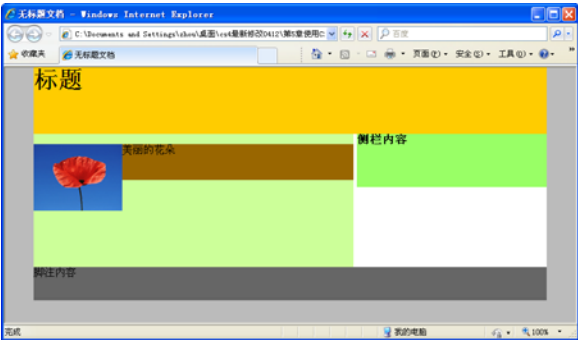 无标题文档 - Windows Internet Explorer
C:\Documents and Settings\zhou\桌面\cs4最新修改0412\第5章使用C
百度
收藏夹 无标题文档 页面(P) 安全(S) 工具(O)
标题
美丽的花朵
侧栏内容
脚注内容
完成 我的电脑 100%